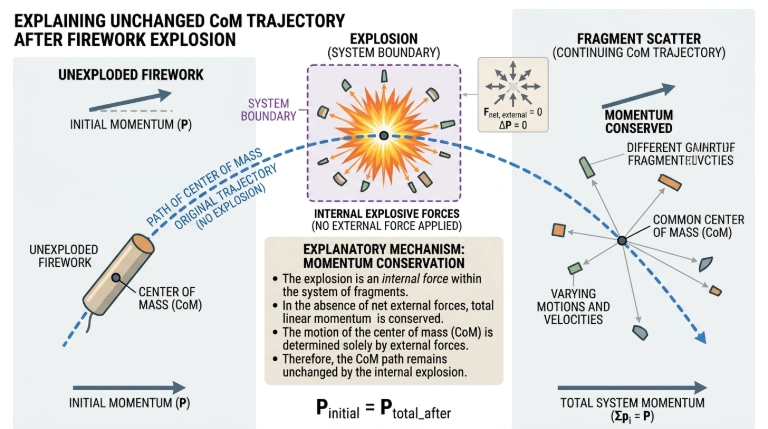 EXPLAINING UNCHANGED CoM TRAJECTORY
AFTER FIREWORK EXPLOSION
UNEXPLODED FIREWORK
INITIAL MOMENTUM (P)
PATH OF CENTER OF MASS
ORIGINAL TRAJECTORY
(NO EXPLOSION)
UNEXPLODED
FIREWORK
CENTER OF
MASS (CoM)
INITIAL MOMENTUM (P)
EXPLOSION
(SYSTEM BOUNDARY)
SYSTEM
BOUNDARY
Fnet, external = 0
ΔP = 0
INTERNAL EXPLOSIVE FORCES
(NO EXTERNAL FORCE APPLIED)
EXPLANATORY MECHANISM:
MOMENTUM CONSERVATION
• The explosion is an internal force within
the system of fragments.
• In the absence of net external forces, total
linear momentum is conserved.
• The motion of the center of mass (CoM) is
determined solely by external forces.
• Therefore, the CoM path remains
unchanged by the internal explosion.
Pinitial = Ptotal_after
FRAGMENT SCATTER
(CONTINUING CoM TRAJECTORY)
MOMENTUM
CONSERVED
DIFFERENT
COMMON CENTER
OF MASS (CoM)
VARYING
MOTIONS AND
VELOCITIES
TOTAL SYSTEM MOMENTUM
(Σpi = P)